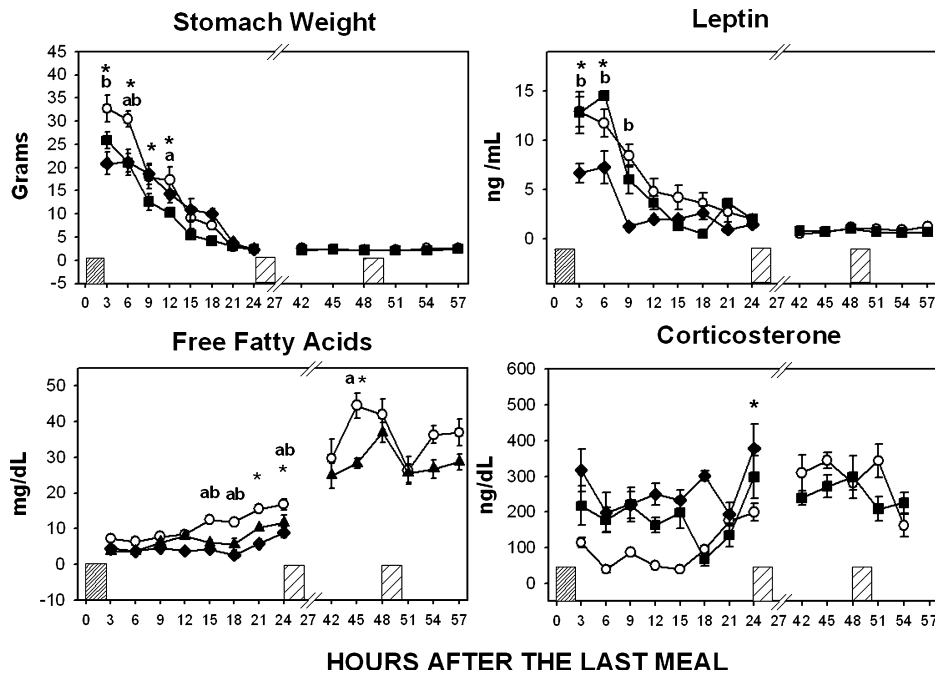 Stomach Weight
45
40
35
30
25
20
15
10
5
0
-5
Grams
*
b
*
ab
*
*
a
0 3 6 9 12 15 18 21 24 27 42 45 48 51 54 57
Leptin
15
10
5
0
ng /mL
* *
b b
b
0 3 6 9 12 15 18 21 24 27 42 45 48 51 54 57
Free Fatty Acids
50
40
30
20
10
0
-10
mg/dL
ab ab
*
ab
*
a *
0 3 6 9 12 15 18 21 24 27 42 45 48 51 54 57
Corticosterone
600
500
400
300
200
100
0
ng/dL
*
0 3 6 9 12 15 18 21 24 27 42 45 48 51 54 57
HOURS AFTER THE LAST MEAL